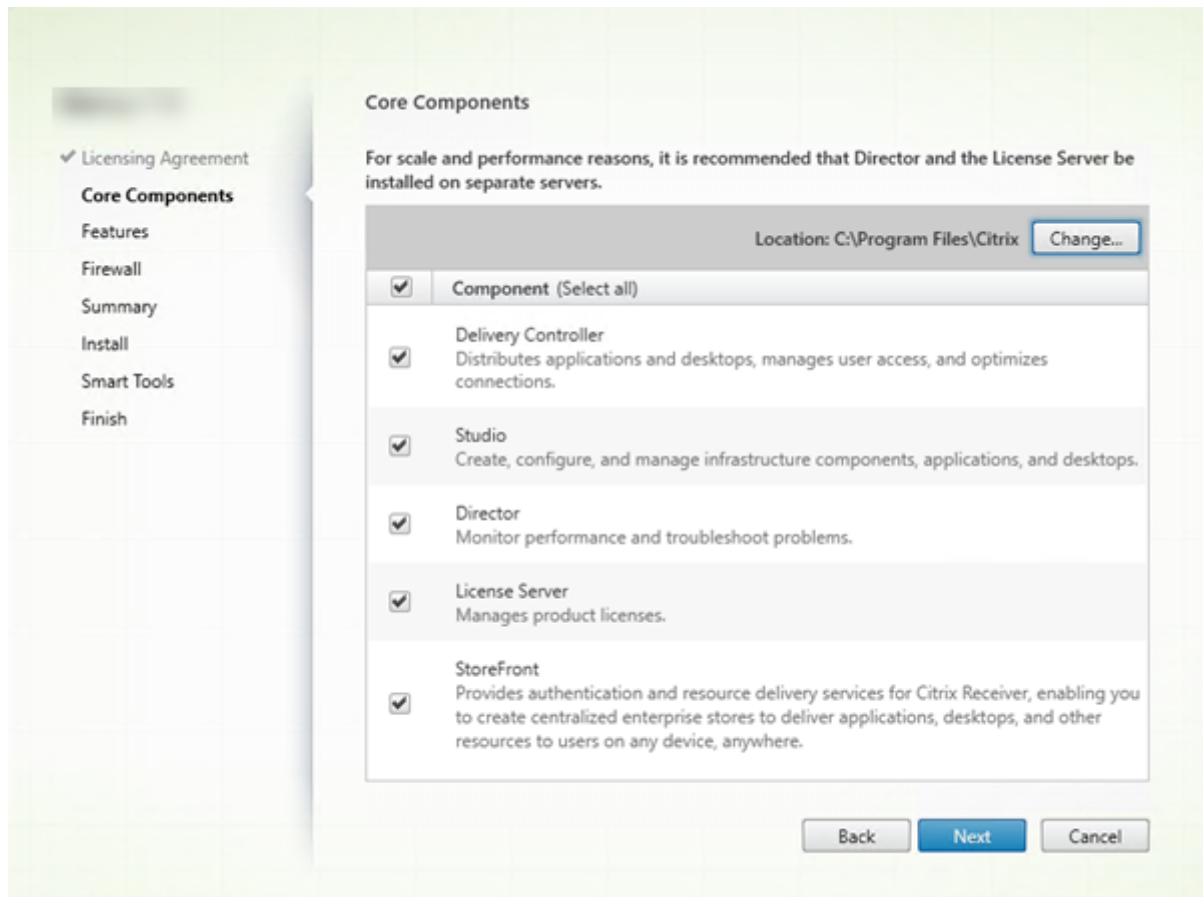 Licensing Agreement
Core Components
Features
Firewall
Summary
Install
Smart Tools
Finish
Core Components
For scale and performance reasons, it is recommended that Director and the License Server be
installed on separate servers.
Location: C:\Program Files\Citrix
Change...
Component (Select all)
Delivery Controller
Distributes applications and desktops, manages user access, and optimizes
connections.
Studio
Create, configure, and manage infrastructure components, applications, and desktops.
Director
Monitor performance and troubleshoot problems.
License Server
Manages product licenses.
StoreFront
Provides authentication and resource delivery services for Citrix Receiver, enabling you
to create centralized enterprise stores to deliver applications, desktops, and other
resources to users on any device, anywhere.
Back
Next
Cancel